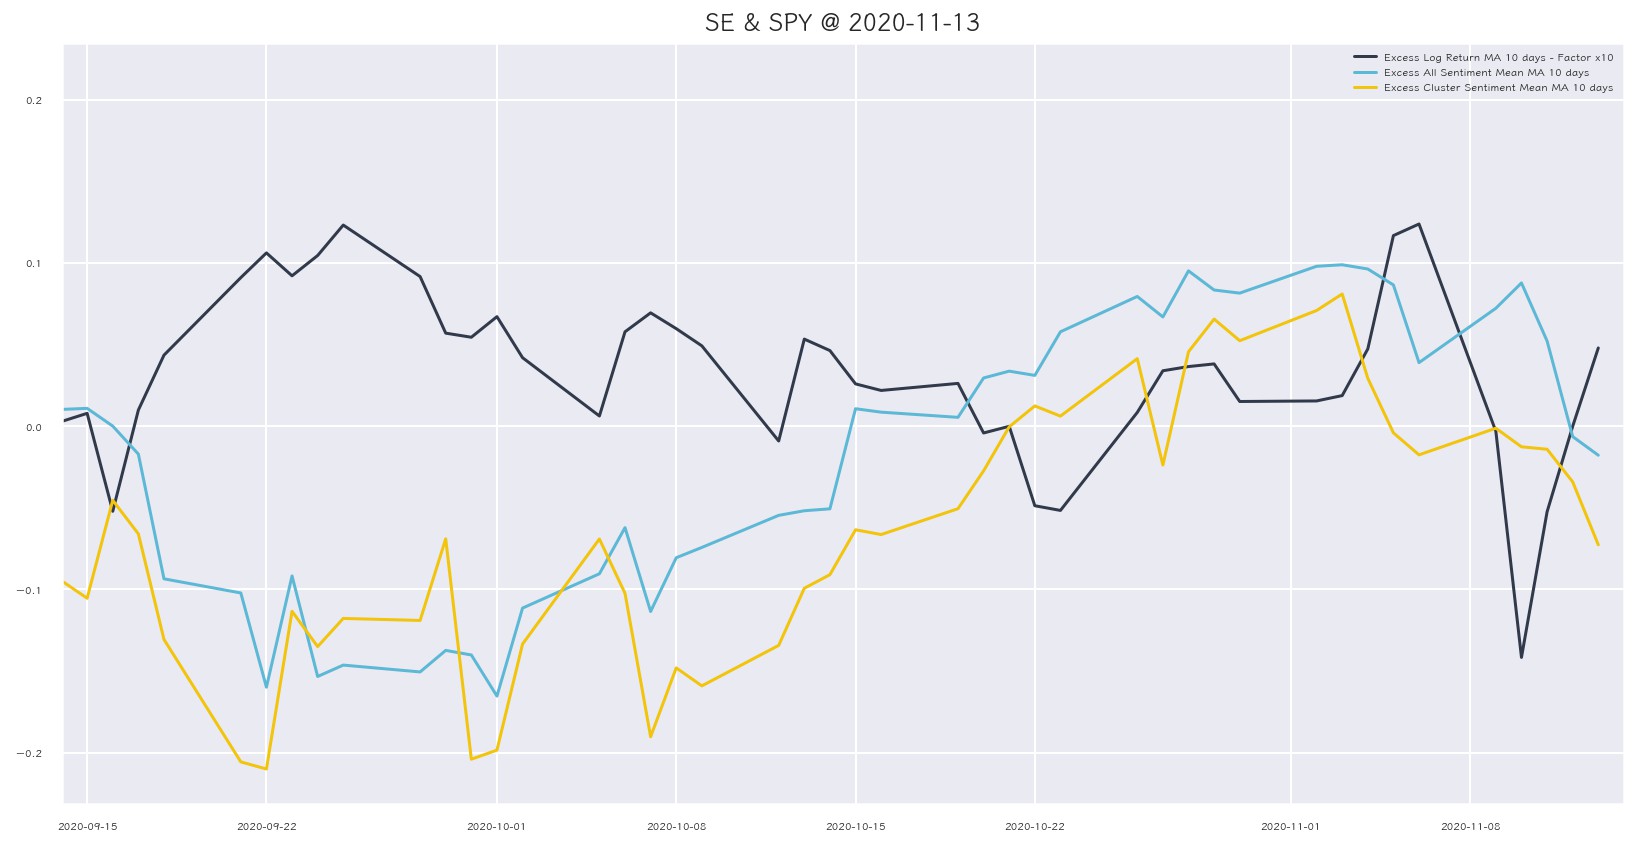 SE & SPY @ 2020-11-13
Excess Log Return MA 10 days - Factor x10
Excess All Sentiment Mean MA 10 days
Excess Cluster Sentiment Mean MA 10 days
0.2
0.1
0.0
−0.1
−0.2
2020-09-15 2020-09-22 2020-10-01 2020-10-08 2020-10-15 2020-10-22 2020-11-01 2020-11-08